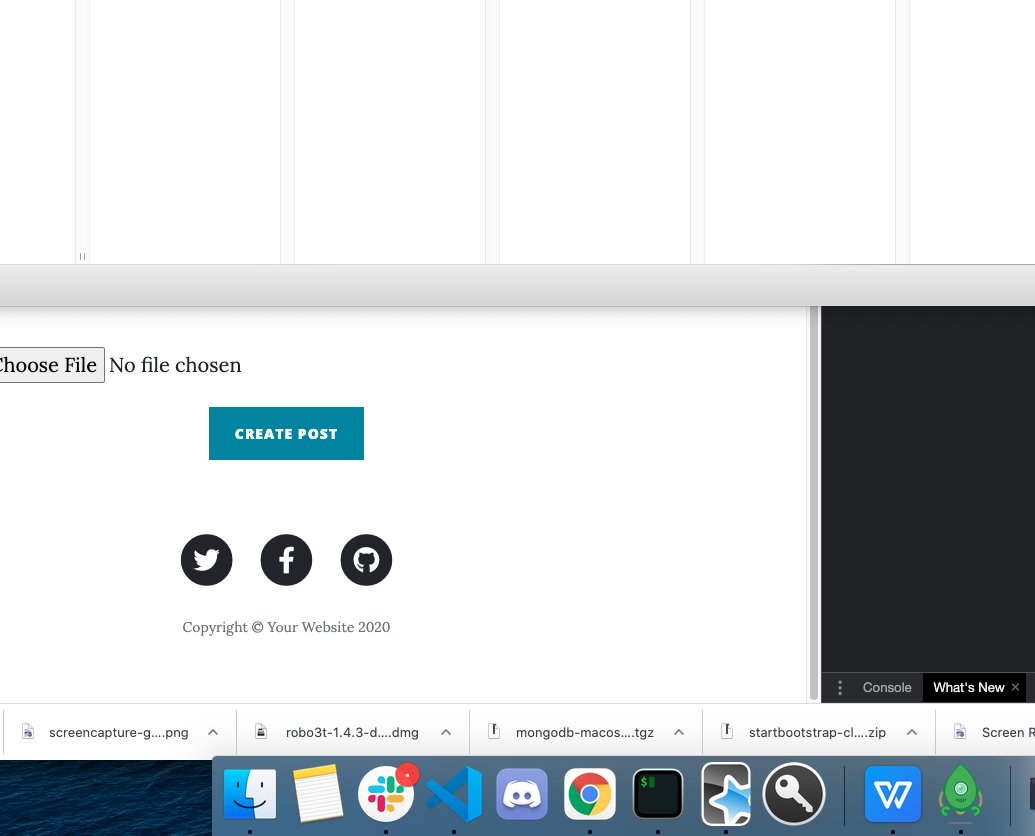 Choose File No file chosen
CREATE POST
Copyright © Your Website 2020
Console What's New
screencapture-g....png robo3t-1.4.3-d....dmg mongodb-macos....tgz startbootstrap-cl....zip Screen R
$